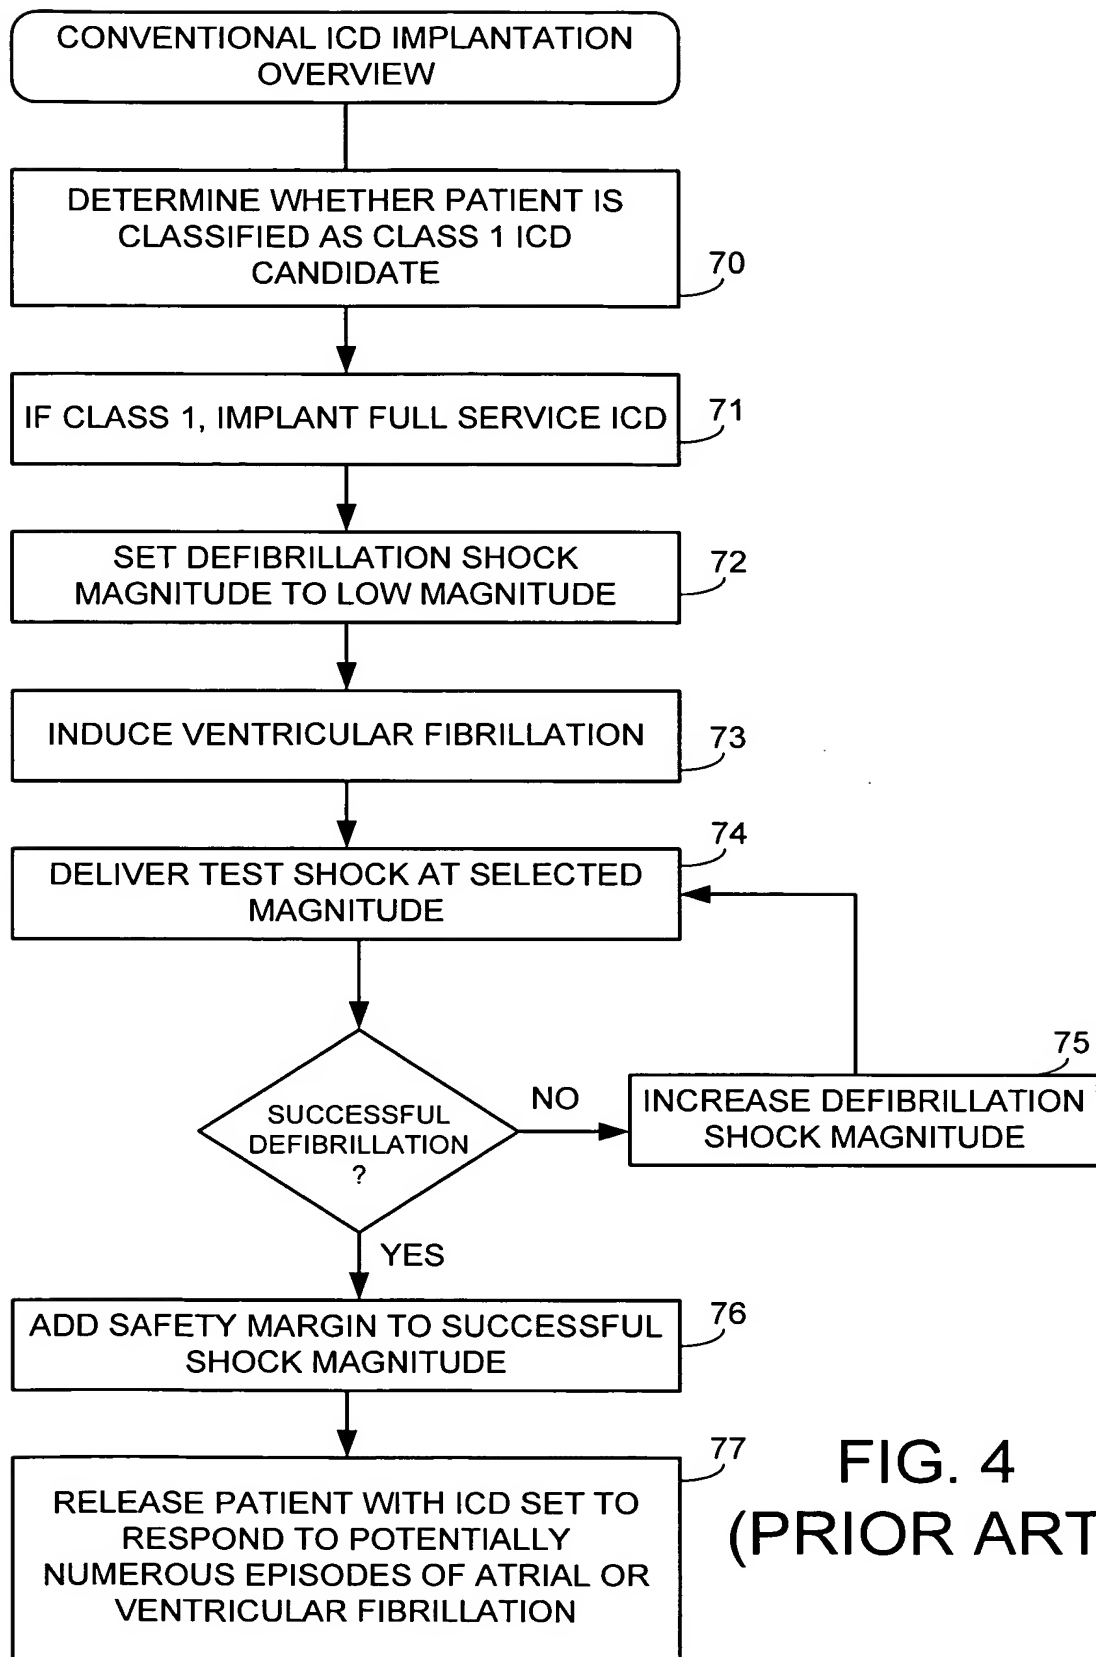 CONVENTIONAL ICD IMPLANTATION
OVERVIEW
DETERMINE WHETHER PATIENT IS
CLASSIFIED AS CLASS 1 ICD
CANDIDATE
70
IF CLASS 1, IMPLANT FULL SERVICE ICD
71
SET DEFIBRILLATION SHOCK
MAGNITUDE TO LOW MAGNITUDE
72
INDUCE VENTRICULAR FIBRILLATION
73
74
DELIVER TEST SHOCK AT SELECTED
MAGNITUDE
SUCCESSFUL
DEFIBRILLATION
?
NO
75
INCREASE DEFIBRILLATION
SHOCK MAGNITUDE
YES
ADD SAFETY MARGIN TO SUCCESSFUL
SHOCK MAGNITUDE
76
77
RELEASE PATIENT WITH ICD SET TO
RESPOND TO POTENTIALLY
NUMEROUS EPISODES OF ATRIAL OR
VENTRICULAR FIBRILLATION
FIG. 4
(PRIOR ART